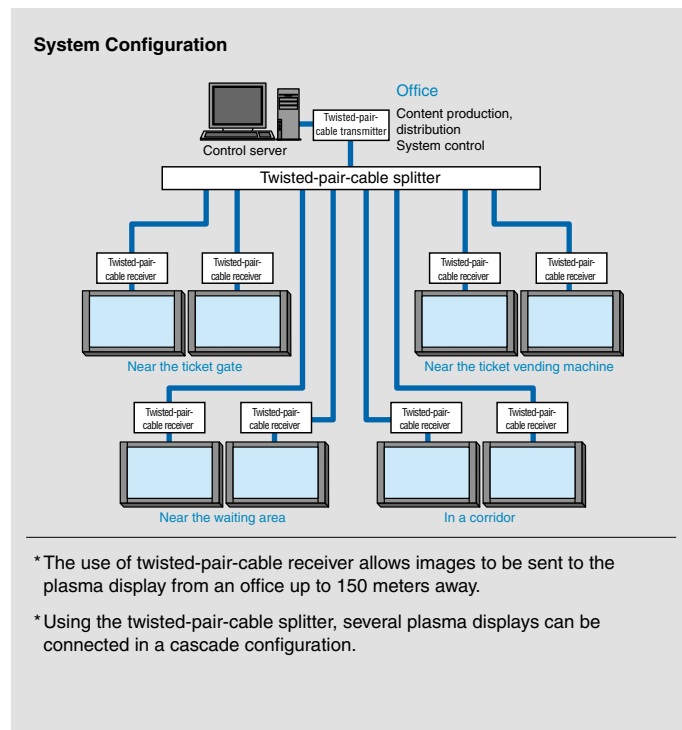 System Configuration
Office
Twisted-pair-
cable transmitter
Content production,
distribution
System control
Control server
Twisted-pair-cable splitter
Twisted-pair-
cable receiver
Twisted-pair-
cable receiver
Twisted-pair-
cable receiver
Twisted-pair-
cable receiver
Near the ticket gate
Near the ticket vending machine
Twisted-pair-
cable receiver
Twisted-pair-
cable receiver
Twisted-pair-
cable receiver
Twisted-pair-
cable receiver
Near the waiting area
In a corridor
* The use of twisted-pair-cable receiver allows images to be sent to the
plasma display from an office up to 150 meters away.
* Using the twisted-pair-cable splitter, several plasma displays can be
connected in a cascade configuration.